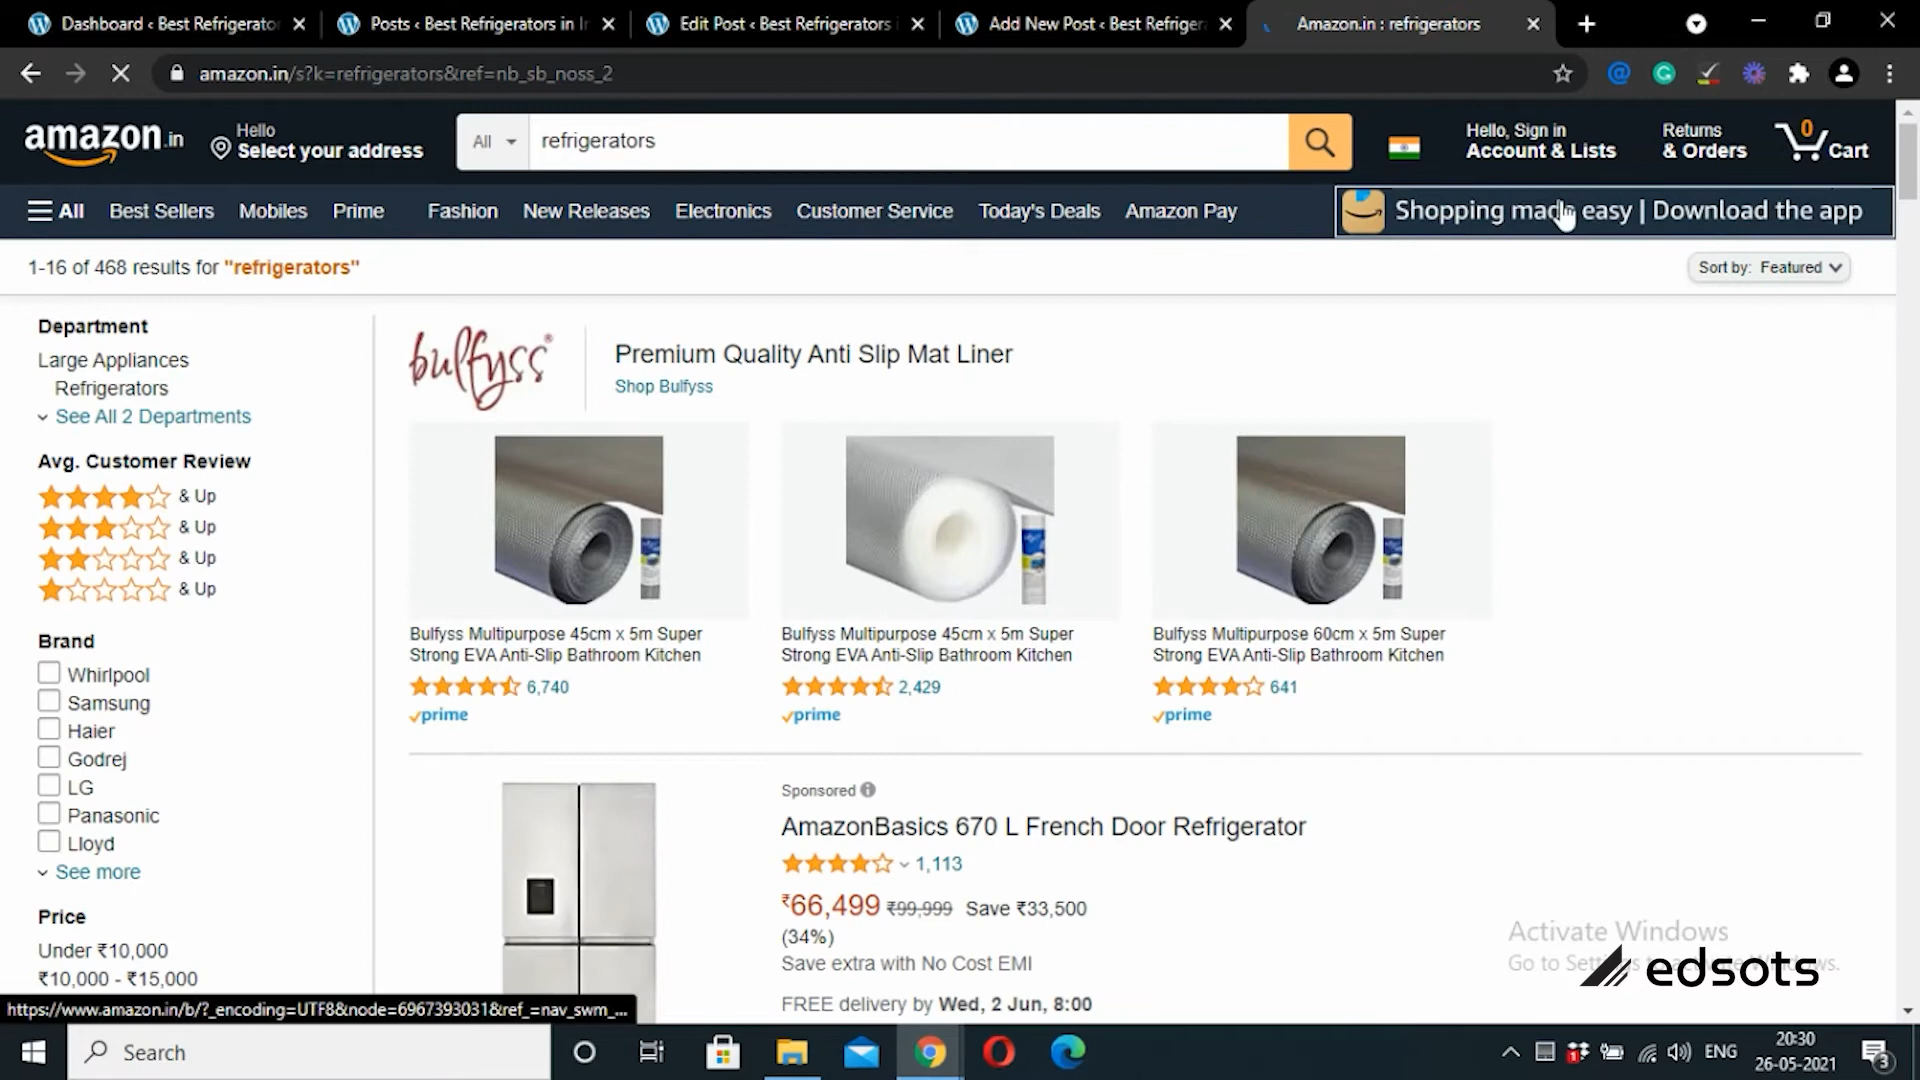 Dashboard ‹ Best Refrigerato
Posts ‹ Best Refrigerators in In
Edit Post ‹ Best Refrigerators i
Add New Post ‹ Best Refriger
Amazon.in : refrigerators
amazon.in/s?k=refrigerators&ref=nb_sb_noss_2
amazon.in
Hello
Select your address
All
refrigerators
Hello, Sign in
Account & Lists
Returns
& Orders
0
Cart
All
Best Sellers
Mobiles
Prime
Fashion
New Releases
Electronics
Customer Service
Today's Deals
Amazon Pay
Shopping made easy | Download the app
1-16 of 468 results for "refrigerators"
Sort by: Featured
Department
Large Appliances
Refrigerators
See All 2 Departments
Avg. Customer Review
& Up
& Up
& Up
& Up
Brand
Whirlpool
Samsung
Haier
Godrej
LG
Panasonic
Lloyd
See more
Price
Under ₹10,000
₹10,000 - ₹15,000
bulfyss®
Premium Quality Anti Slip Mat Liner
Shop Bulfyss
Bulfyss Multipurpose 45cm x 5m Super
Strong EVA Anti-Slip Bathroom Kitchen
6,740
prime
Bulfyss Multipurpose 45cm x 5m Super
Strong EVA Anti-Slip Bathroom Kitchen
2,429
prime
Bulfyss Multipurpose 60cm x 5m Super
Strong EVA Anti-Slip Bathroom Kitchen
641
prime
Sponsored
AmazonBasics 670 L French Door Refrigerator
1,113
₹66,499 ₹99,999 Save ₹33,500
(34%)
Save extra with No Cost EMI
FREE delivery by Wed, 2 Jun, 8:00
Activate Windows
Go to
edsots
https://www.amazon.in/b/?_encoding=UTF8&node=6967393031&ref_=nav_swm_...
Search
1
ENG
20:30
26-05-2021
3